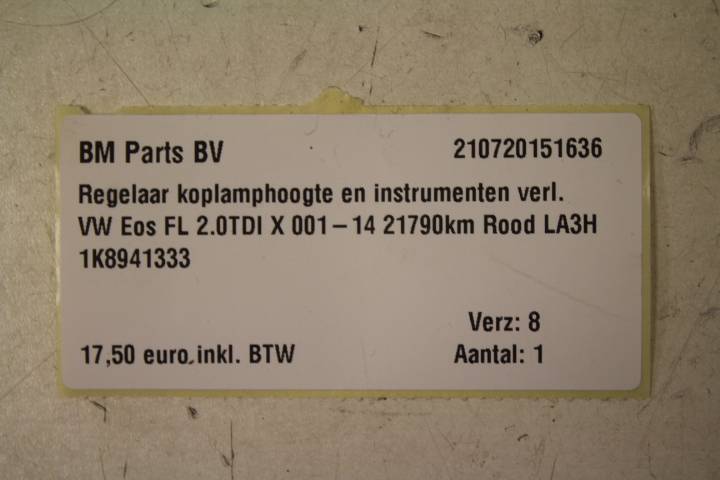 BM Parts BV 210720151636
Regelaar koplamphoogte en instrumenten verl.
VW Eos FL 2.0TDI X 001-14 21790km Rood LA3H
1K8941333
Verz: 8
17,50 euro inkl. BTW Aantal: 1